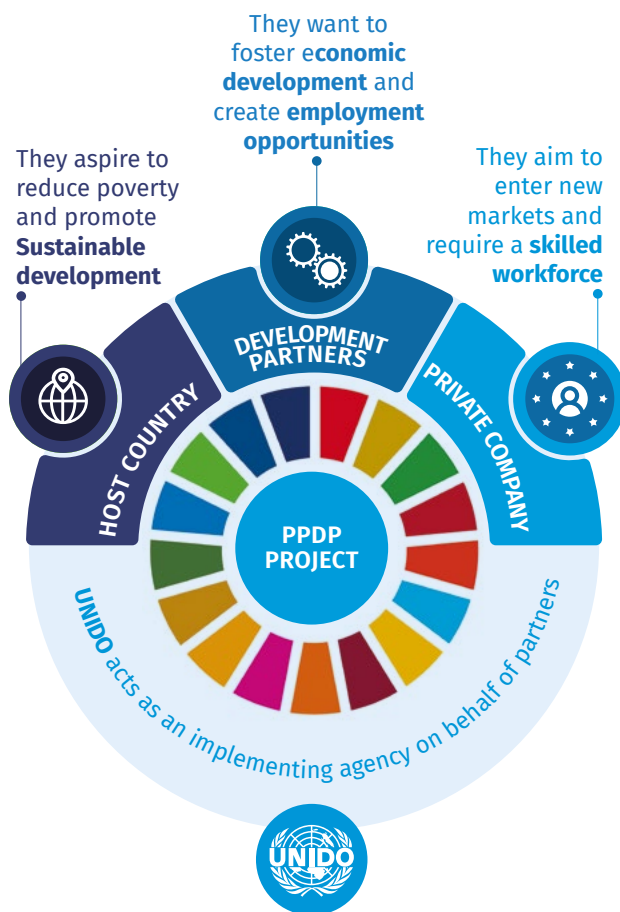 They want to
foster economic
development and
create employment
opportunities
They aspire to
reduce poverty
and promote
Sustainable
development
They aim to
enter new
markets and
require a skilled
workforce
HOST COUNTRY
DEVELOPMENT
PARTNERS
PRIVATE COMPANY
PPDP
PROJECT
UNIDO acts as an implementing agency on behalf of partners
UNIDO